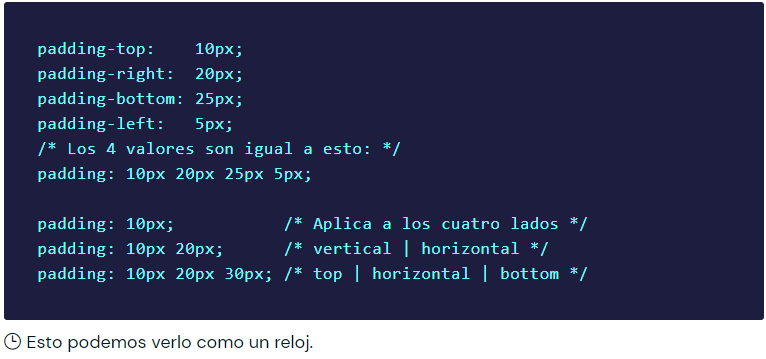 padding-top:    10px;
padding-right:  20px;
padding-bottom: 25px;
padding-left:   5px;
/* Los 4 valores son igual a esto: */
padding: 10px 20px 25px 5px;
padding: 10px;           /* Aplica a los cuatro lados */
padding: 10px 20px;      /* vertical | horizontal */
padding: 10px 20px 30px; /* top | horizontal | bottom */
Esto podemos verlo como un reloj.